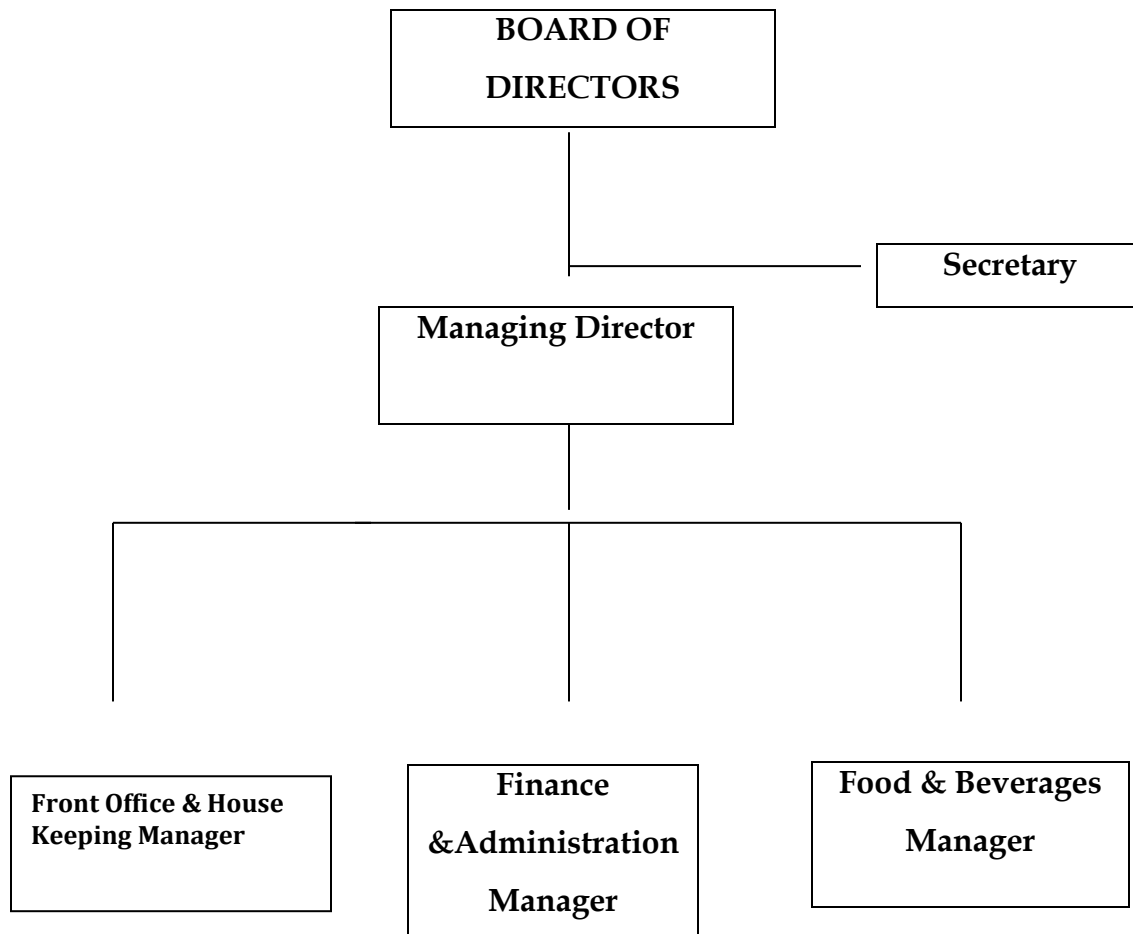 BOARD OF
DIRECTORS
Secretary
Managing Director
Front Office & House
Keeping Manager
Finance
&Administration
Manager
Food & Beverages
Manager